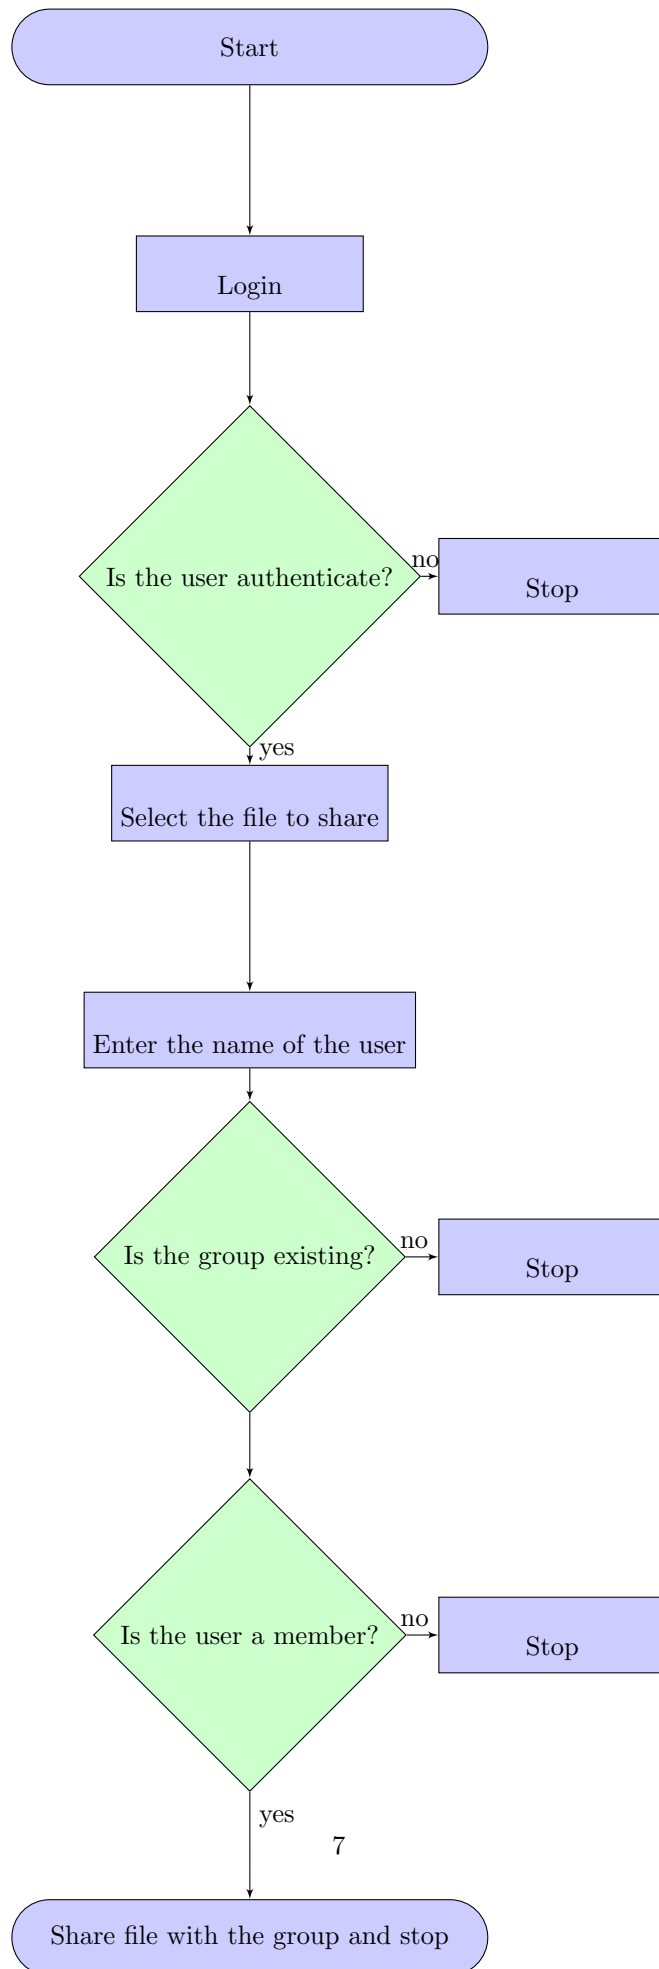 Start
Login
Is the user authenticate?
no
Stop
yes
Select the file to share
Enter the name of the user
Is the group existing?
no
Stop
Is the user a member?
no
Stop
yes
7
Share file with the group and stop